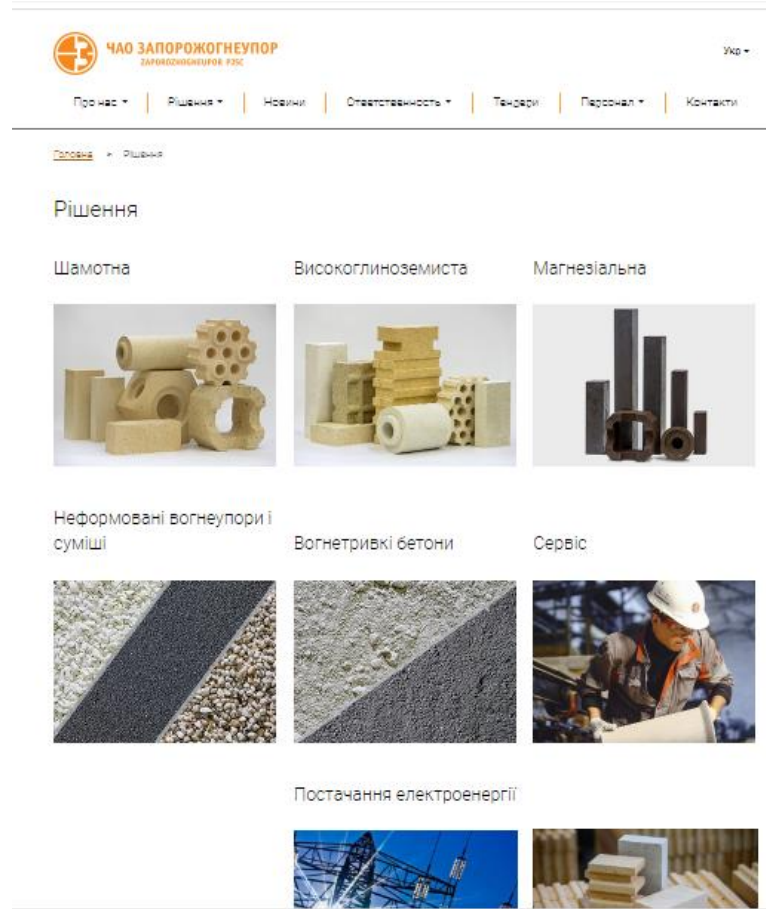 ЧАО ЗАПОРОЖОГНЕУПОР
ZAPOROZHOGNEUPOR PJSC
Укр
Про нас
Рішення
Новини
Ответственность
Тендери
Персонал
Контакти
Головна ► Рішення
Рішення
Шамотна
Високоглиноземиста
Магнезіальна
Неформовані вогнеупори і
суміші
Вогнетривкі бетони
Сервіс
Постачання електроенергії